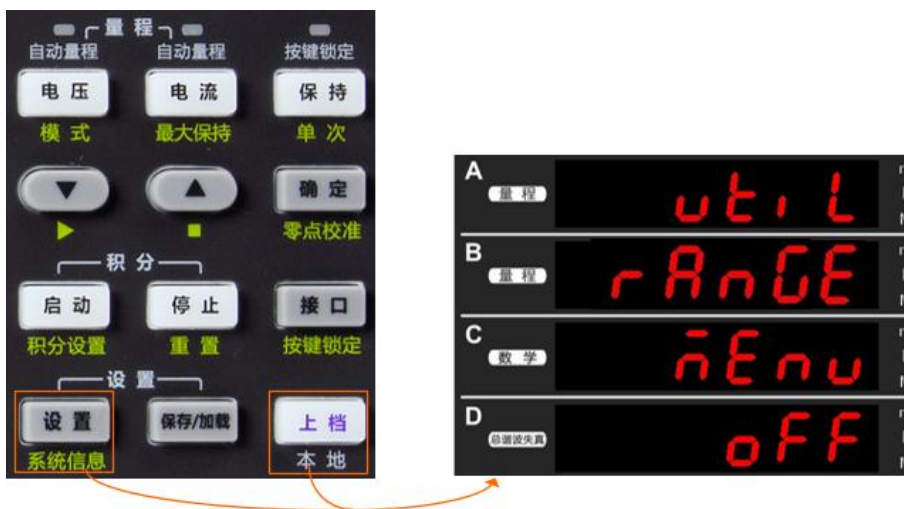 量 程
自动量程 自动量程 按键锁定
电 压 电 流 保 持
模 式 最大保持 单 次
确 定
零点校准
积 分
启 动 停 止 接 口
积分设置 重 置 按键锁定
设 置
设 置 保存/加载 上 档
系统信息 本 地
A
量 程
utiL
B
量 程
rAnGE
C
数 学
mEnu
D
总谐波失真
oFF